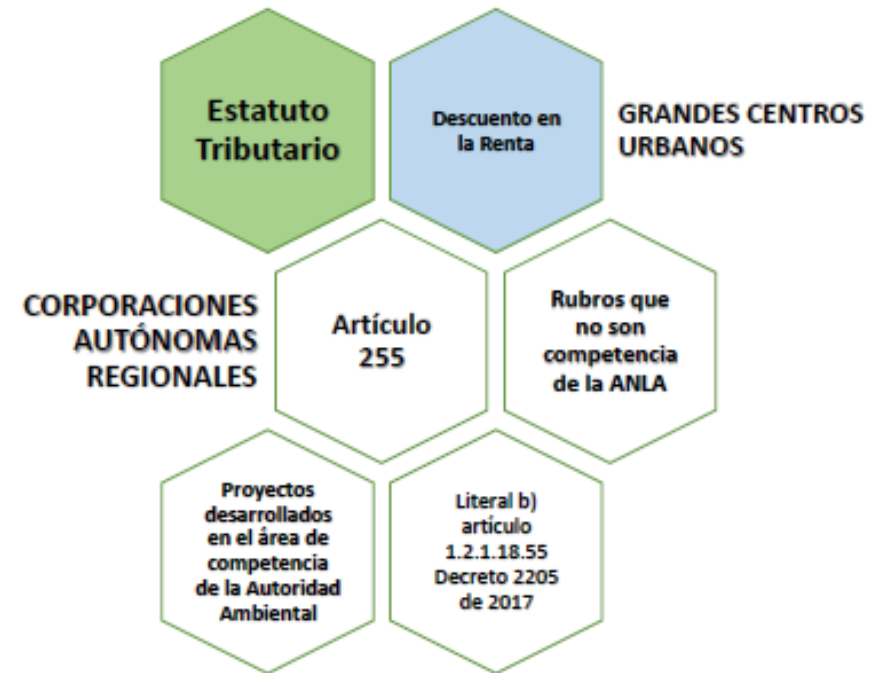 Estatuto
Tributario
Descuento en
la Renta
GRANDES CENTROS
URBANOS
CORPORACIONES
AUTÓNOMAS
REGIONALES
Artículo
255
Rubros que
no son
competencia
de la ANLA
Proyectos
desarrollados
en el área de
competencia
de la Autoridad
Ambiental
Literal b)
artículo
1.2.1.18.55
Decreto 2205
de 2017